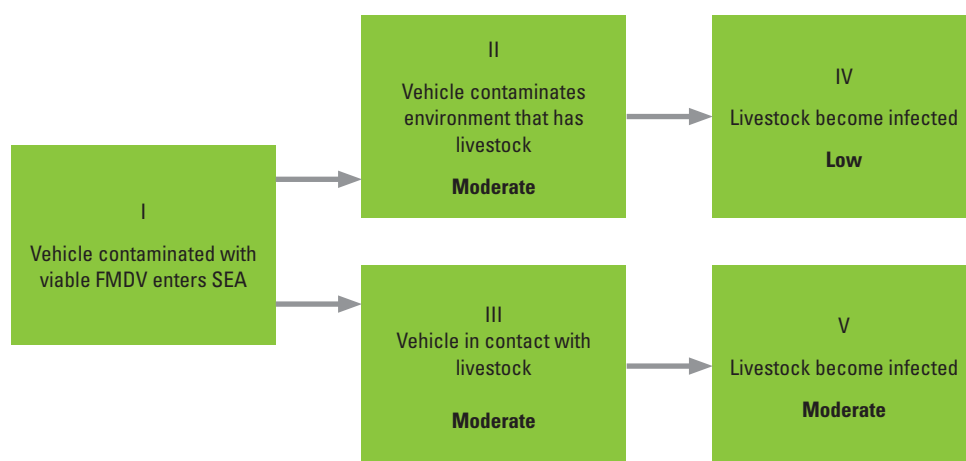 I
Vehicle contaminated with
viable FMDV enters SEA
II
Vehicle contaminates
environment that has
livestock
Moderate
IV
Livestock become infected
Low
III
Vehicle in contact with
livestock
Moderate
V
Livestock become infected
Moderate